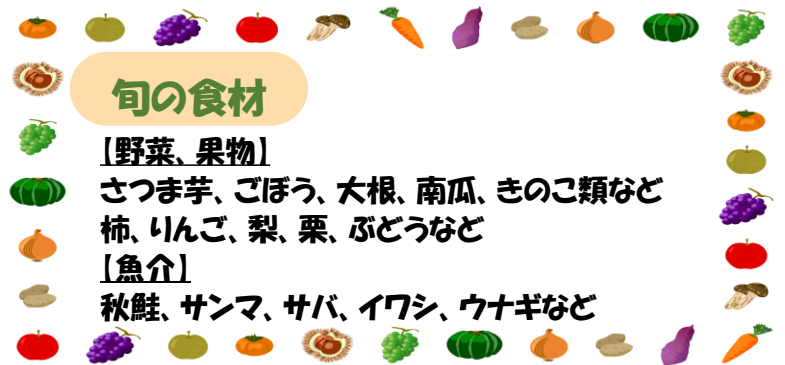 旬の食材
【野菜、果物】
さつま芋、ごぼう、大根、南瓜、きのこ類など
柿、りんご、梨、栗、ぶどうなど
【魚介】
秋鮭、サンマ、サバ、イワシ、ウナギなど